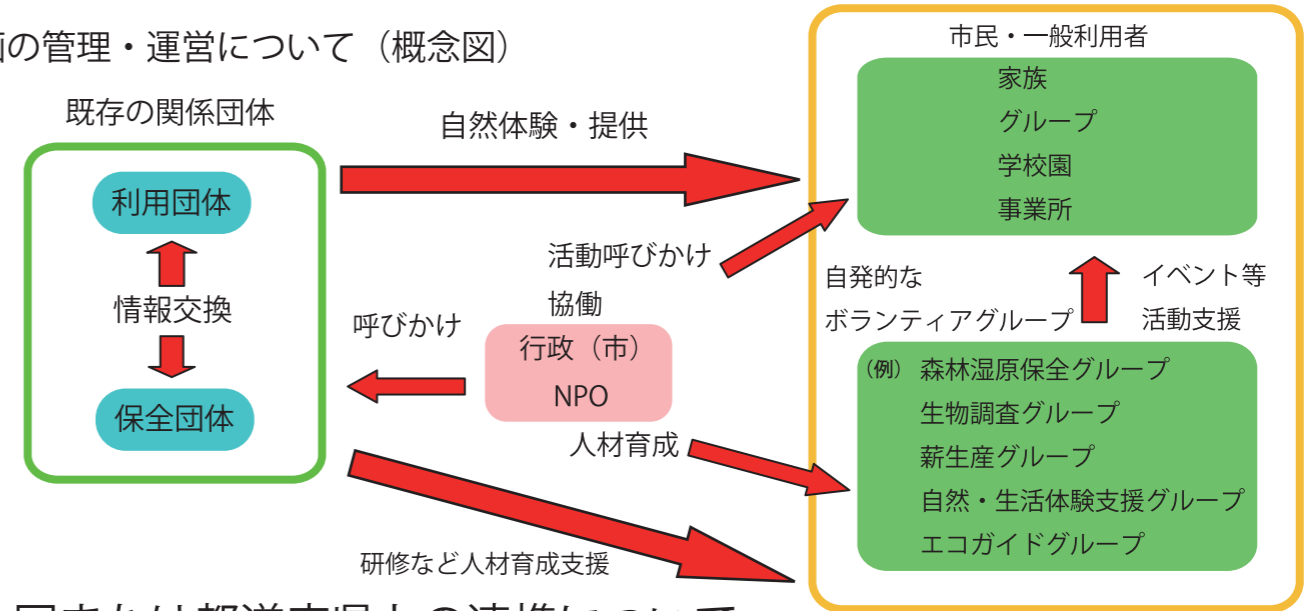 の管理・運営について（概念図）
既存の関係団体
利用団体
情報交換
保全団体
自然体験・提供
活動呼びかけ
協働
呼びかけ
行政（市）
NPO
人材育成
研修など人材育成支援
市民・一般利用者
家族
グループ
学校園
事業所
自発的な
ボランティアグループ
イベント等
活動支援
（例） 森林湿原保全グループ
生物調査グループ
薪生産グループ
自然・生活体験支援グループ
エコガイドグループ